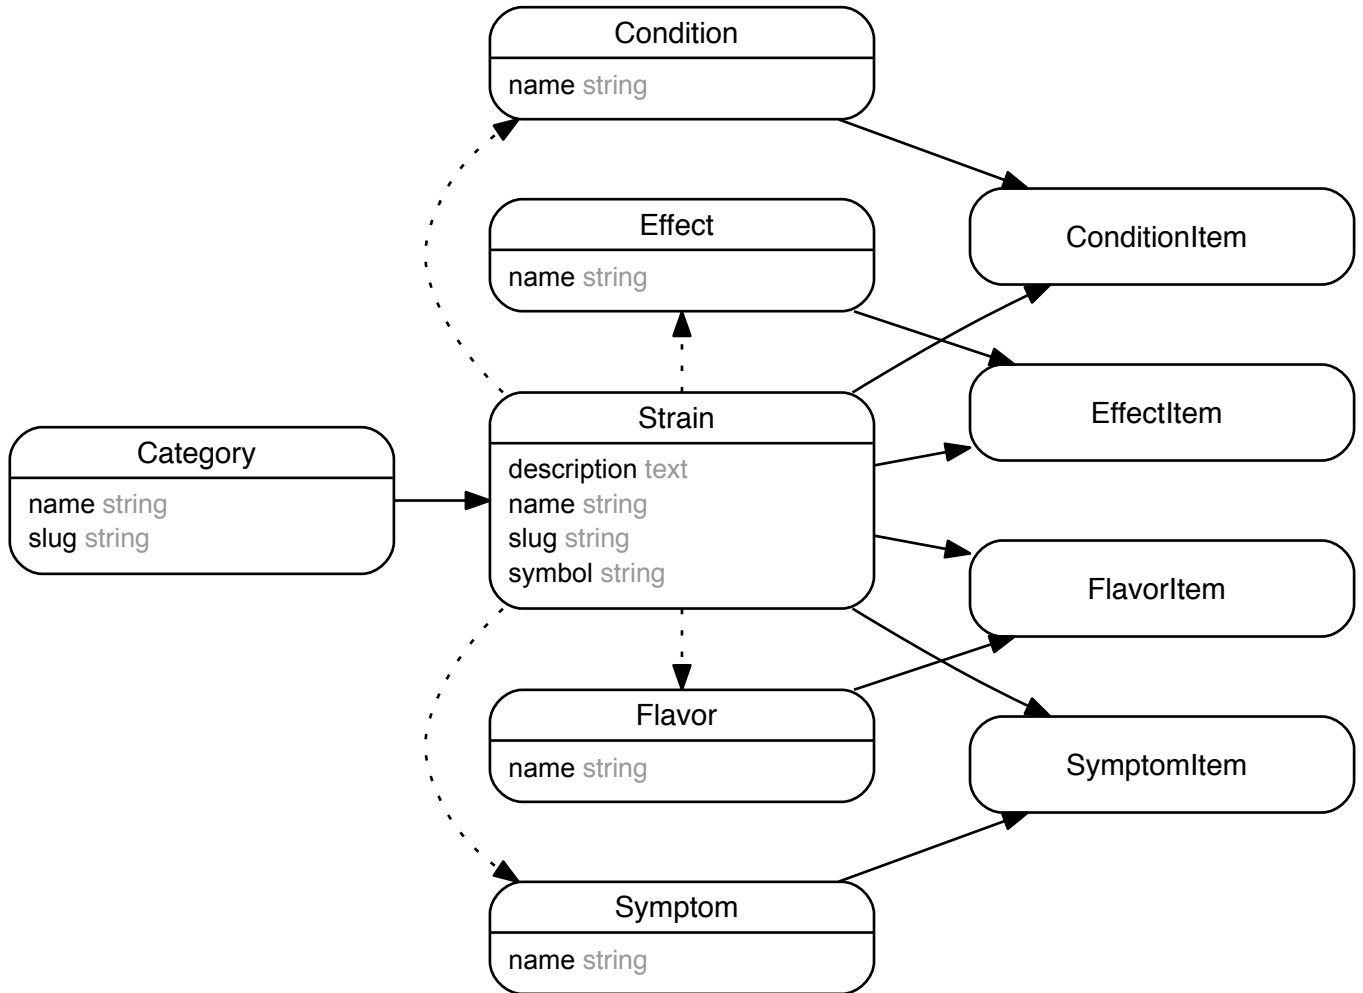 Condition
name string
Effect
name string
ConditionItem
Category
name string
slug string
Strain
description text
name string
slug string
symbol string
EffectItem
FlavorItem
Flavor
name string
SymptomItem
Symptom
name string